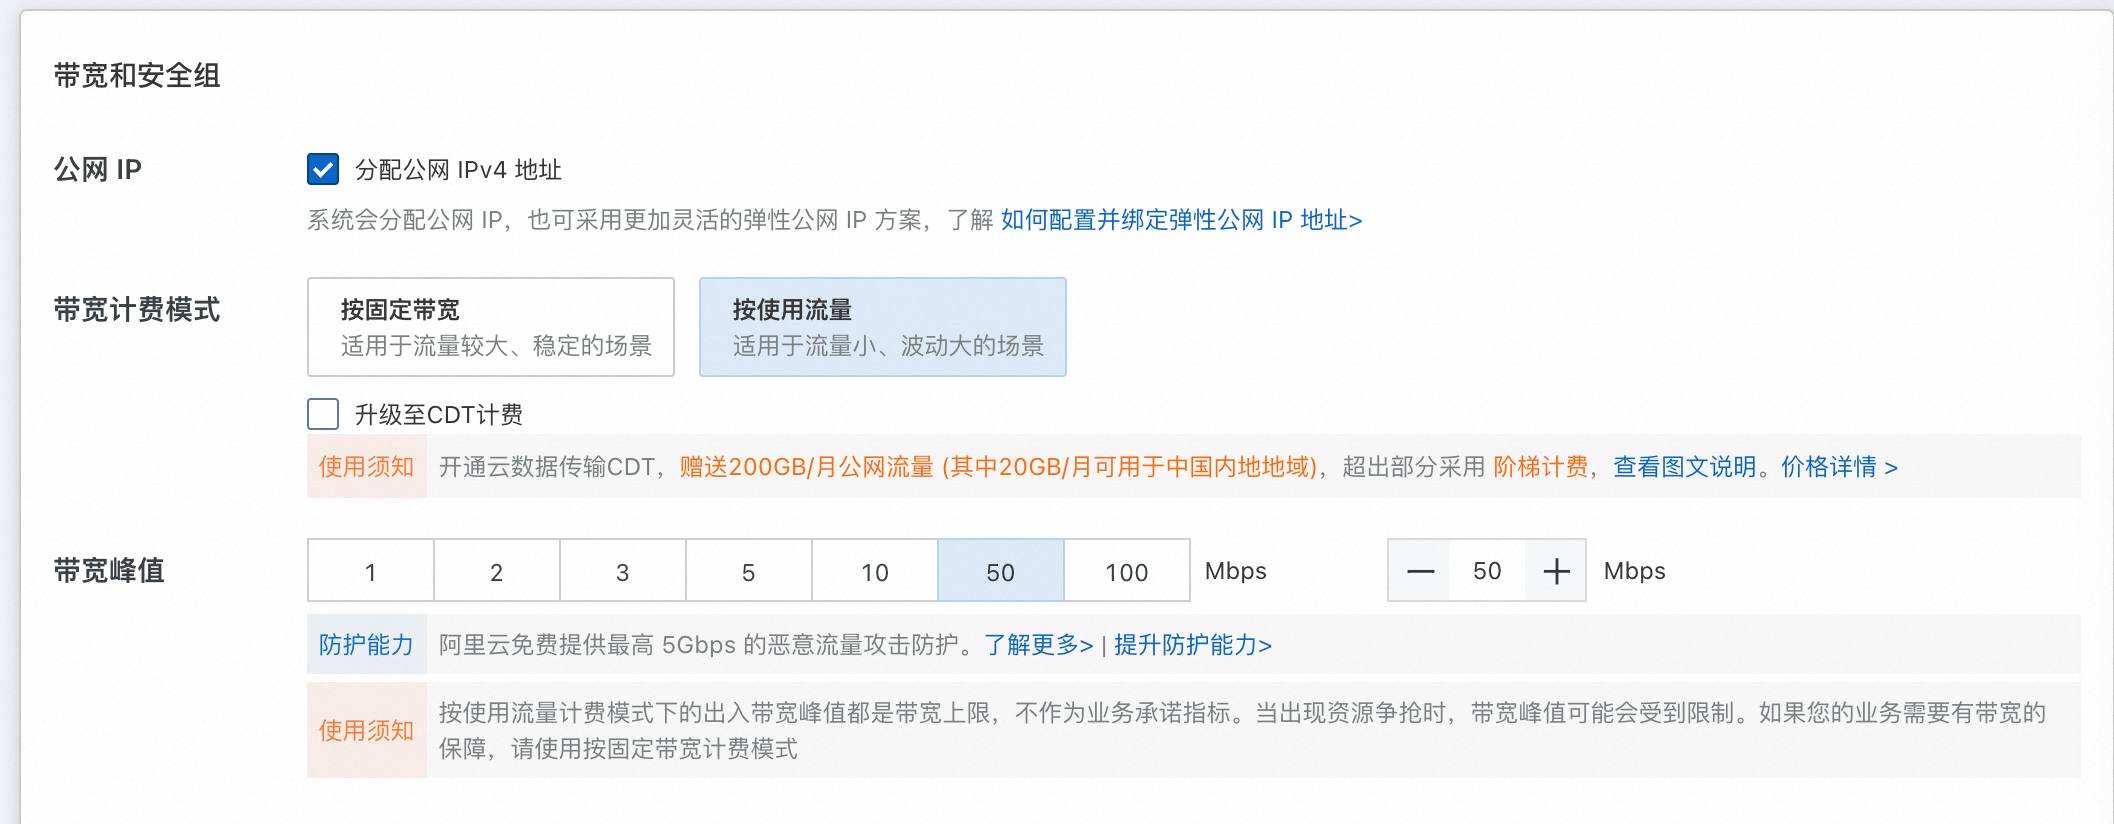 带宽和安全组
公网 IP
分配公网 IPv4 地址
系统会分配公网 IP，也可采用更加灵活的弹性公网 IP 方案，了解 如何配置并绑定弹性公网 IP 地址>
带宽计费模式
按固定带宽
适用于流量较大、稳定的场景
按使用流量
适用于流量小、波动大的场景
升级至CDT计费
使用须知
开通云数据传输CDT，赠送200GB/月公网流量 (其中20GB/月可用于中国内地地域)，超出部分采用 阶梯计费，查看图文说明。价格详情 >
带宽峰值
1 2 3 5 10 50 100 Mbps
50 Mbps
防护能力
阿里云免费提供最高 5Gbps 的恶意流量攻击防护。了解更多> | 提升防护能力>
使用须知
按使用流量计费模式下的出入带宽峰值都是带宽上限，不作为业务承诺指标。当出现资源争抢时，带宽峰值可能会受到限制。如果您的业务需要有带宽的
保障，请使用按固定带宽计费模式